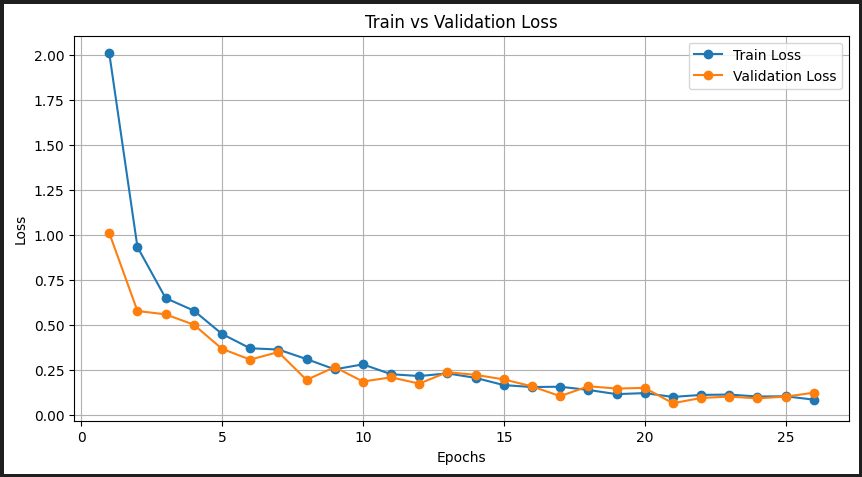 Train vs Validation Loss
Train Loss
Validation Loss
2.00
1.75
1.50
1.25
1.00
0.75
0.50
0.25
0.00
Loss
0 5 10 15 20 25
Epochs